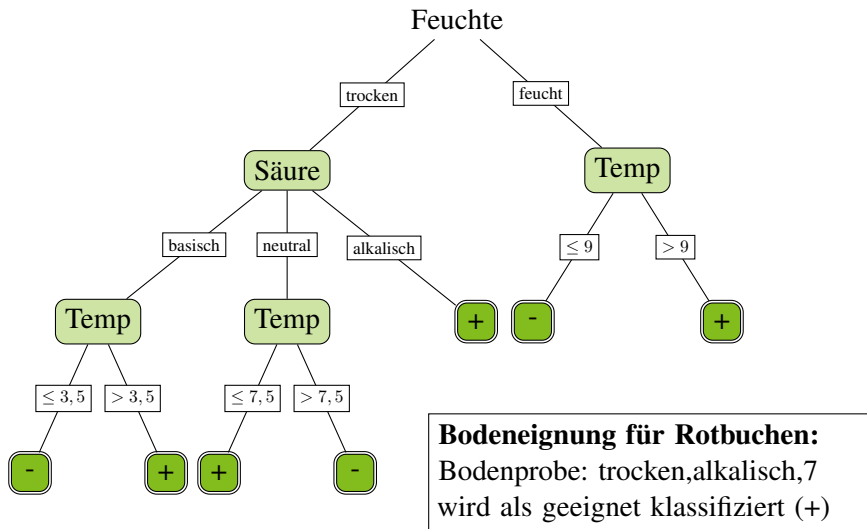 Feuchte
trocken feucht
Säure Temp
basisch neutral alkalisch ≤ 9 > 9
Temp Temp + - +
≤ 3,5 > 3,5 ≤ 7,5 > 7,5
- + + -
Bodeneignung für Rotbuchen:
Bodenprobe: trocken,alkalisch,7
wird als geeignet klassifiziert (+)